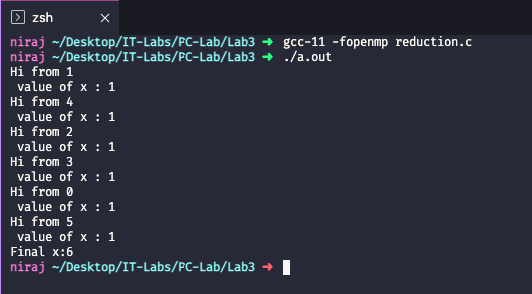 zsh
niraj ~/Desktop/IT-Labs/PC-Lab/Lab3 ➜ gcc-11 -fopenmp reduction.c
niraj ~/Desktop/IT-Labs/PC-Lab/Lab3 ➜ ./a.out
Hi from 1
 value of x : 1
Hi from 4
 value of x : 1
Hi from 2
 value of x : 1
Hi from 3
 value of x : 1
Hi from 0
 value of x : 1
Hi from 5
 value of x : 1
Final x:6
niraj ~/Desktop/IT-Labs/PC-Lab/Lab3 ➜